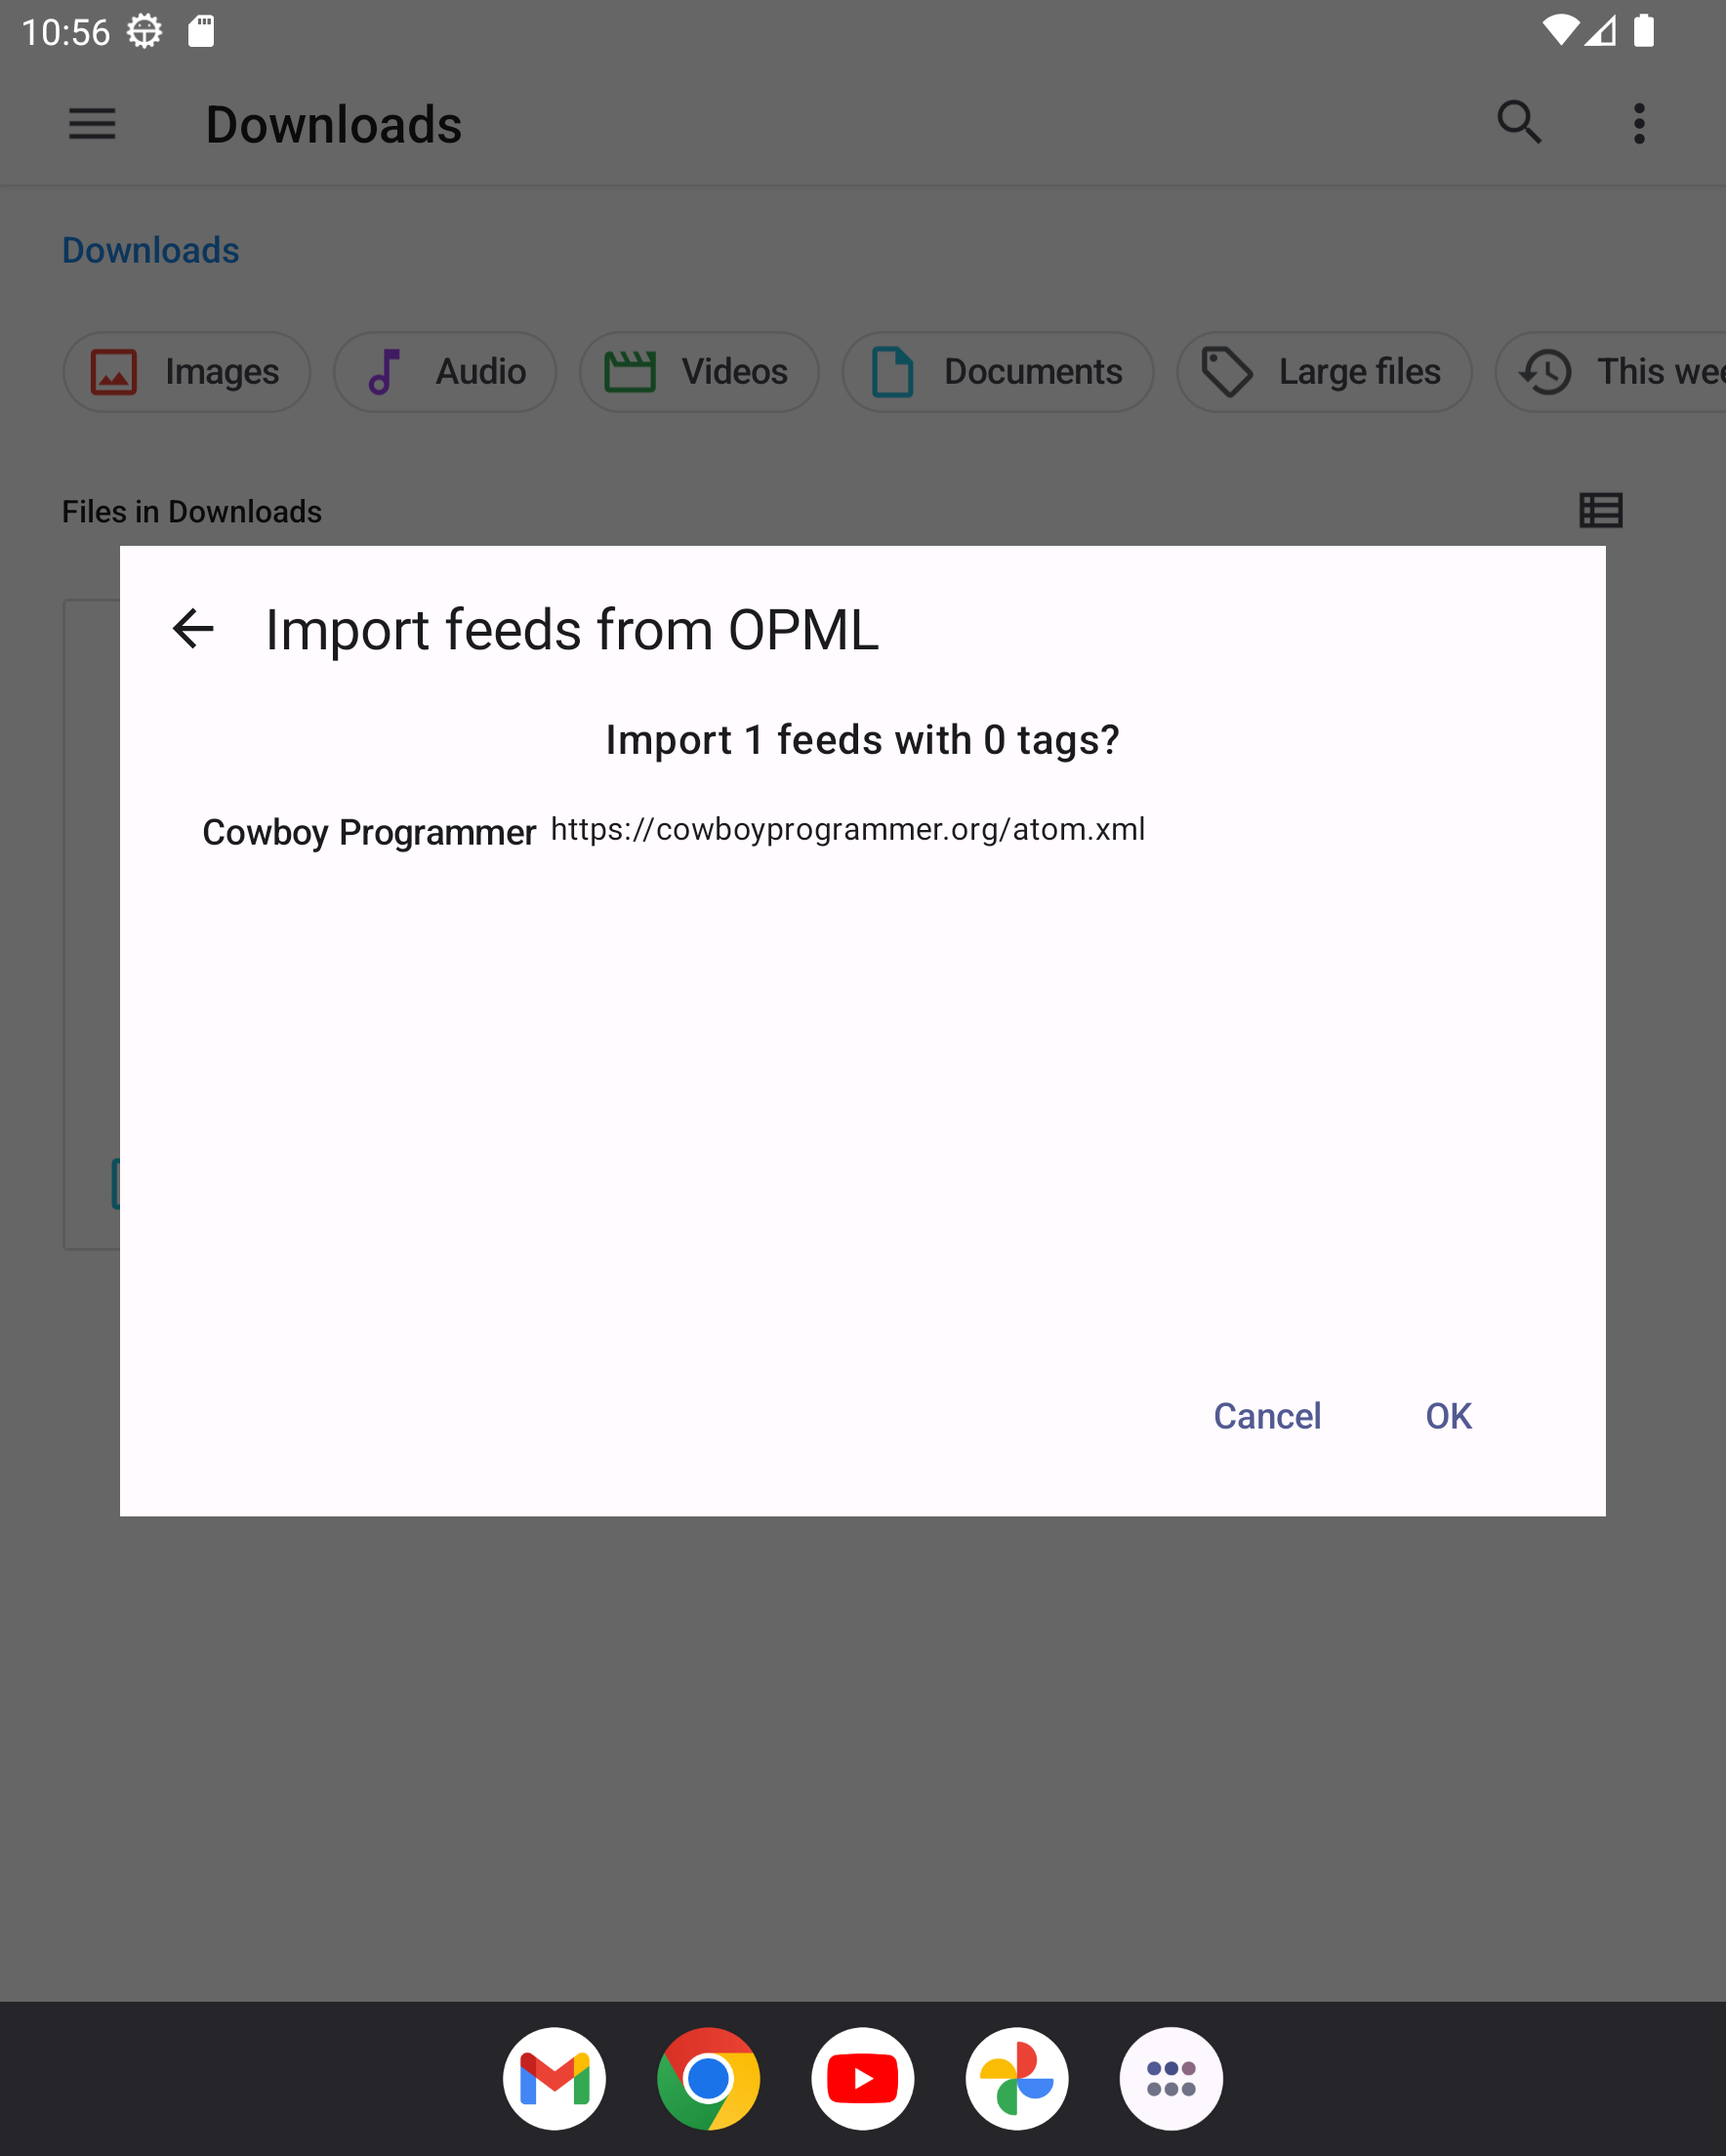 10:56
Downloads
Downloads
Images
Audio
Videos
Documents
Large files
This wee
Files in Downloads
Import feeds from OPML
Import 1 feeds with 0 tags?
Cowboy Programmer https://cowboyprogrammer.org/atom.xml
Cancel OK